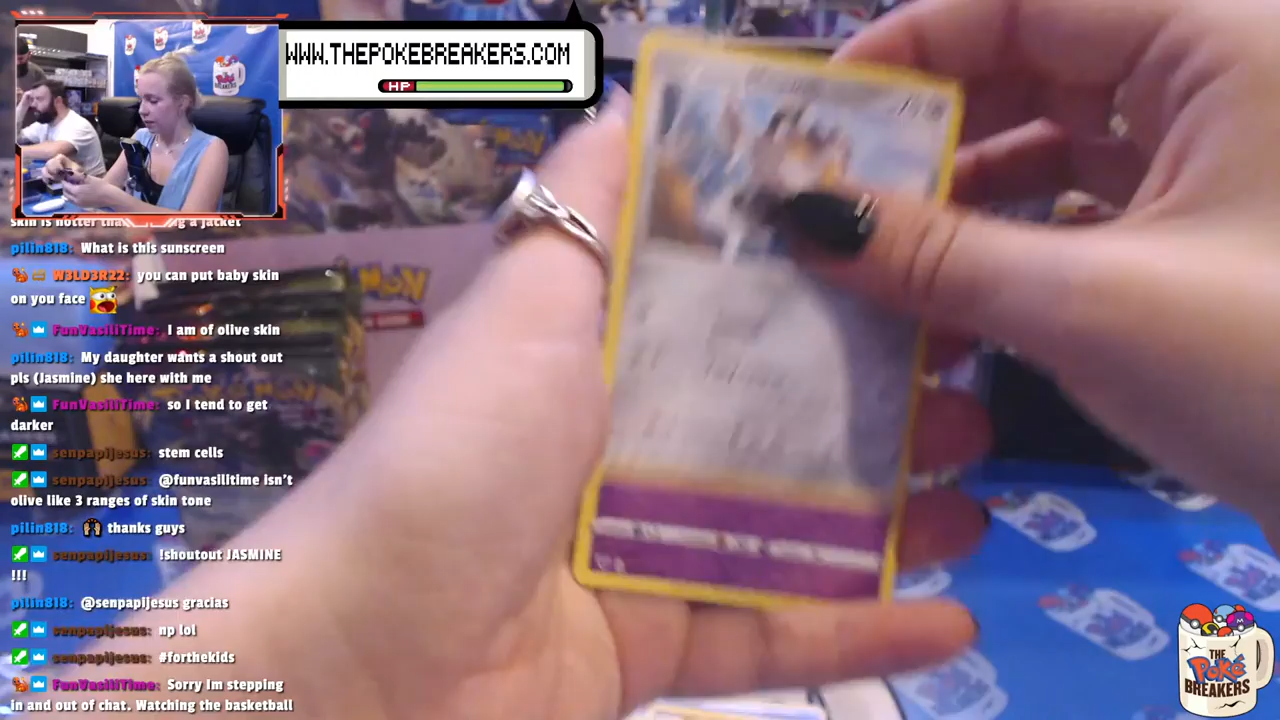 WWW.THEPOKEBREAKERS.COM
HP
pilin818: What is this sunscreen
W3LD3R22: you can put baby skin
on you face
FunVasiliTime: I am of olive skin
pilin818: My daughter wants a shout out
pls (Jasmine) she here with me
FunVasiliTime: so I tend to get
darker
senpapijesus: stem cells
senpapijesus: @funvasilitime isn't
olive like 3 ranges of skin tone
pilin818: thanks guys
senpapijesus: !shoutout JASMINE
!!!
pilin818: @senpapijesus gracias
senpapijesus: np lol
senpapijesus: #forthekids
FunVasiliTime: Sorry Im stepping
in and out of chat. Watching the basketball
THE
Poké
BREAKERS